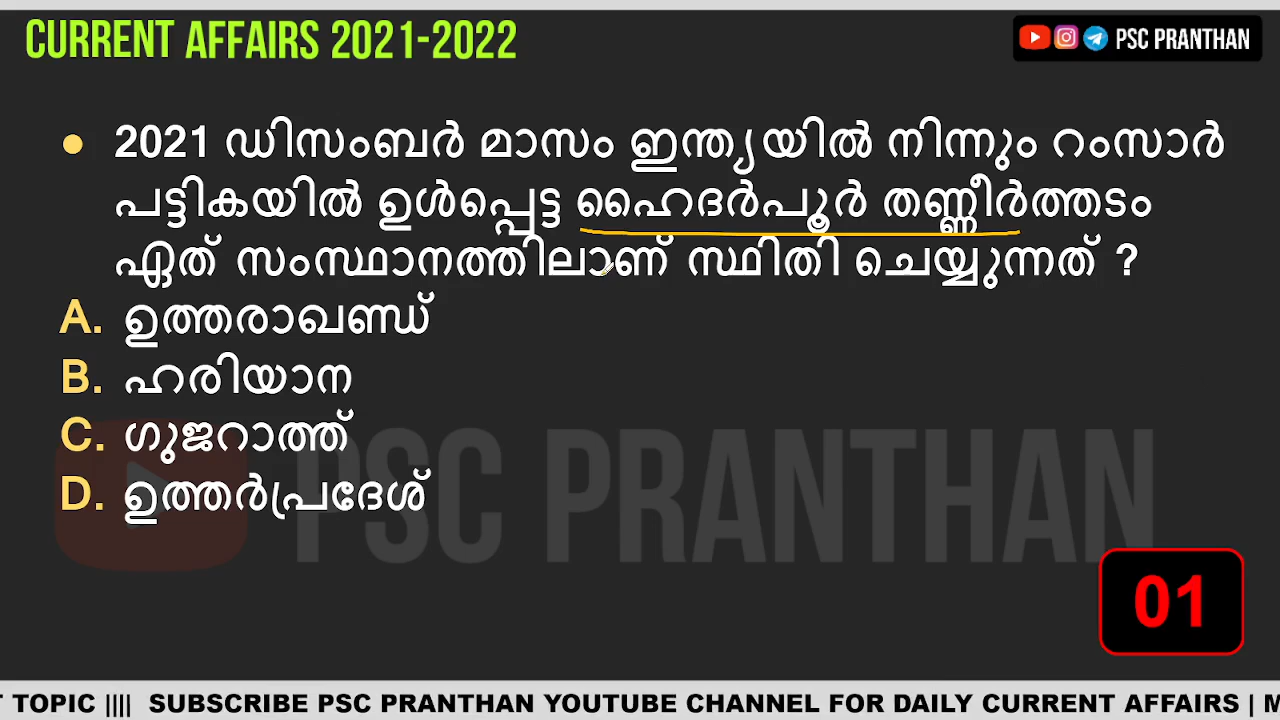 CURRENT AFFAIRS 2021-2022
PSC PRANTHAN
2021 ഡിസംബർ മാസം ഇന്ത്യയിൽ നിന്നും റംസാർ
പട്ടികയിൽ ഉൾപ്പെട്ട ഹൈദർപൂർ തണ്ണീർത്തടം
ഏത് സംസ്ഥാനത്തിലാണ് സ്ഥിതി ചെയ്യുന്നത് ?
A. ഉത്തരാഖണ്ഡ്
B. ഹരിയാന
C. ഗുജറാത്ത്
D. ഉത്തർപ്രദേശ്
PSC PRANTHAN
01
T TOPIC |||| SUBSCRIBE PSC PRANTHAN YOUTUBE CHANNEL FOR DAILY CURRENT AFFAIRS | M